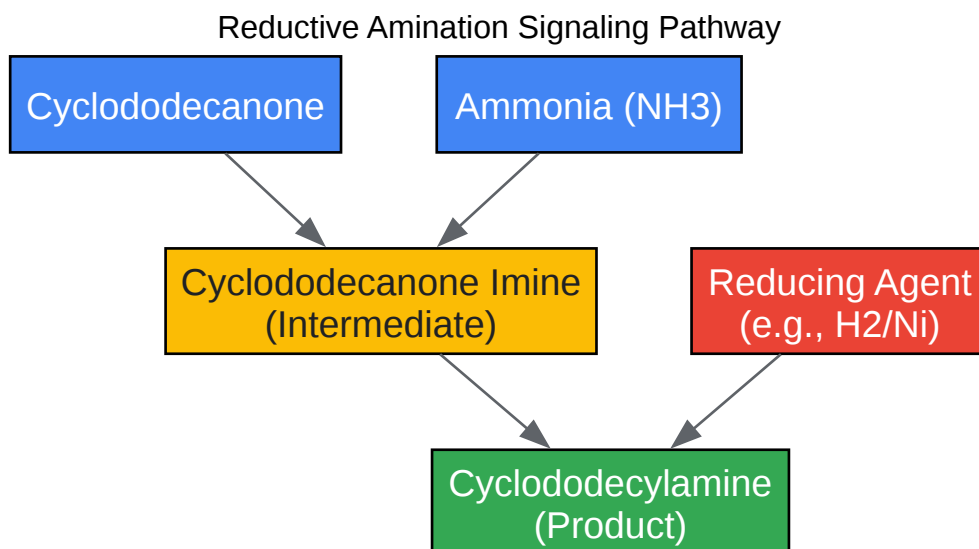 Reductive Amination Signaling Pathway
Cyclododecanone
Ammonia (NH3)
Cyclododecanone Imine
(Intermediate)
Reducing Agent
(e.g., H2/Ni)
Cyclododecylamine
(Product)